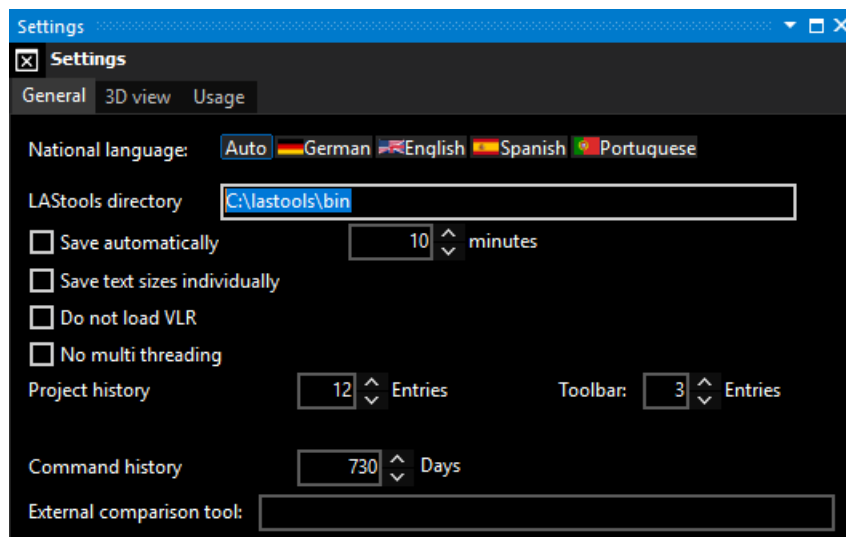 Settings
Settings
General 3D view Usage
National language: Auto German English Spanish Portuguese
LAStools directory C:\lastools\bin
Save automatically 10 minutes
Save text sizes individually
Do not load VLR
No multi threading
Project history 12 Entries Toolbar: 3 Entries
Command history 730 Days
External comparison tool: